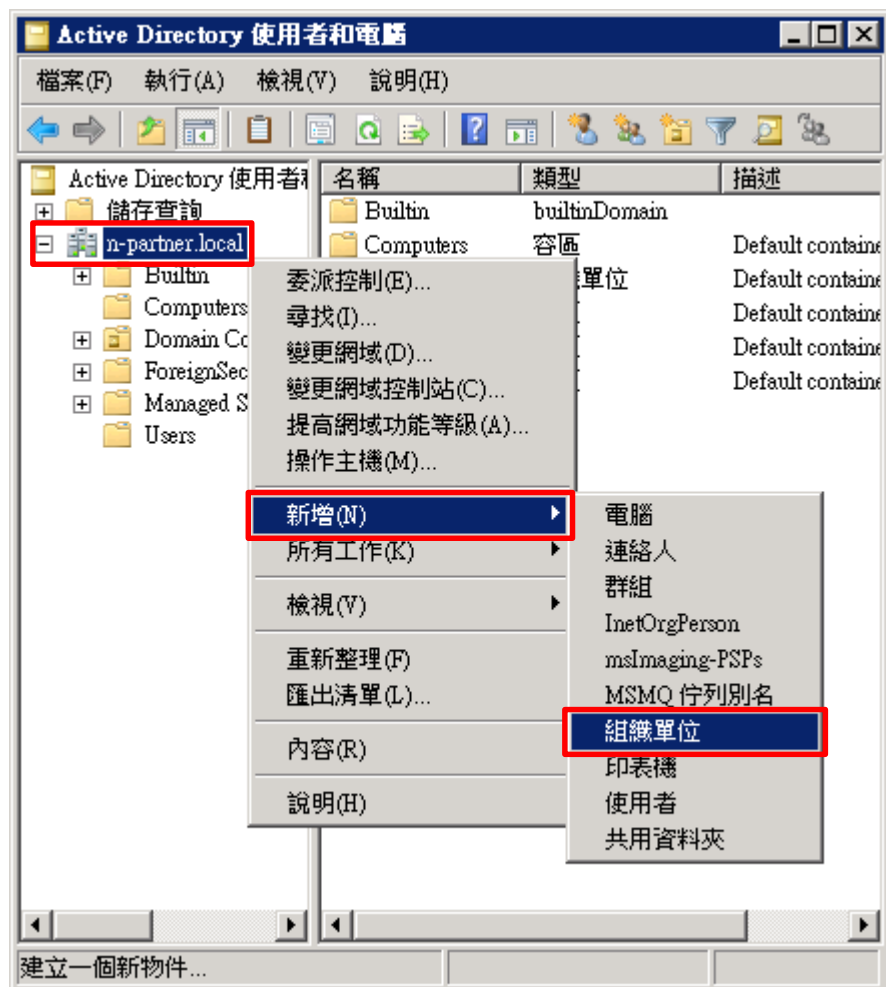 Active Directory 使用者和電腦
檔案(F) 執行(A) 檢視(V) 說明(H)
Active Directory 使用者
儲存查詢
n-partner.local
Builtin
Computers
Domain Co
ForeignSec
Managed S
Users
名稱 類型 描述
Builtin builtinDomain
Computers 容區 Default containe
單位 Default containe
Default containe
Default containe
Default containe
委派控制(E)...
尋找(I)...
變更網域(D)...
變更網域控制站(C)...
提高網域功能等級(A)...
操作主機(M)...
新增(N)
所有工作(K)
檢視(V)
重新整理(F)
匯出清單(L)...
內容(R)
說明(H)
電腦
連絡人
群組
InetOrgPerson
msImaging-PSPs
MSMQ 佇列別名
組織單位
印表機
使用者
共用資料夾
建立一個新物件...